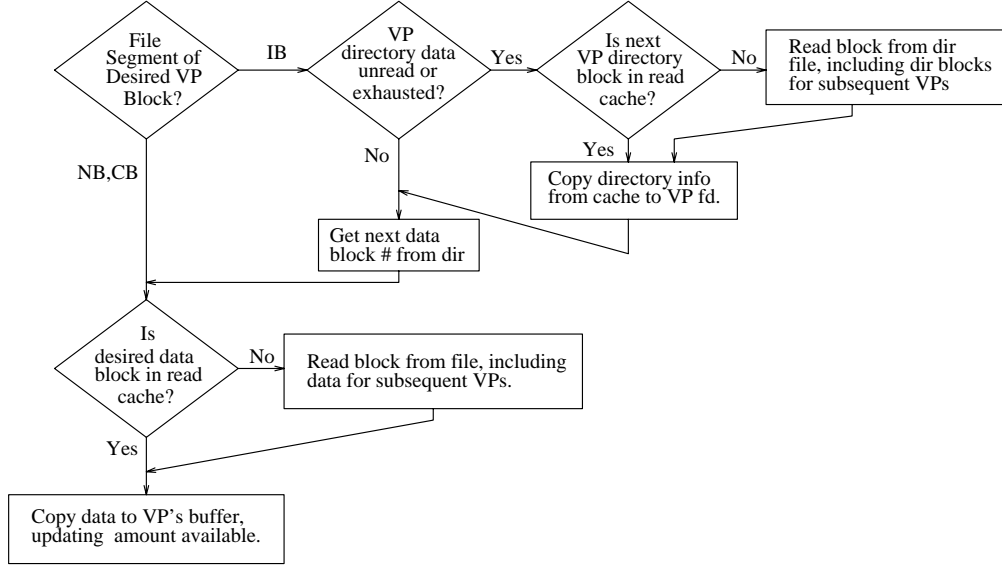 File
Segment of
Desired VP
Block?
IB
VP
directory data
unread or
exhausted?
Yes
Is next
VP directory
block in read
cache?
No
Read block from dir
file, including dir blocks
for subsequent VPs
NB,CB
No
Yes
Copy directory info
from cache to VP fd.
Get next data
block # from dir
Is
desired data
block in read
cache?
No
Read block from file, including
data for subsequent VPs.
Yes
Copy data to VP's buffer,
updating amount available.